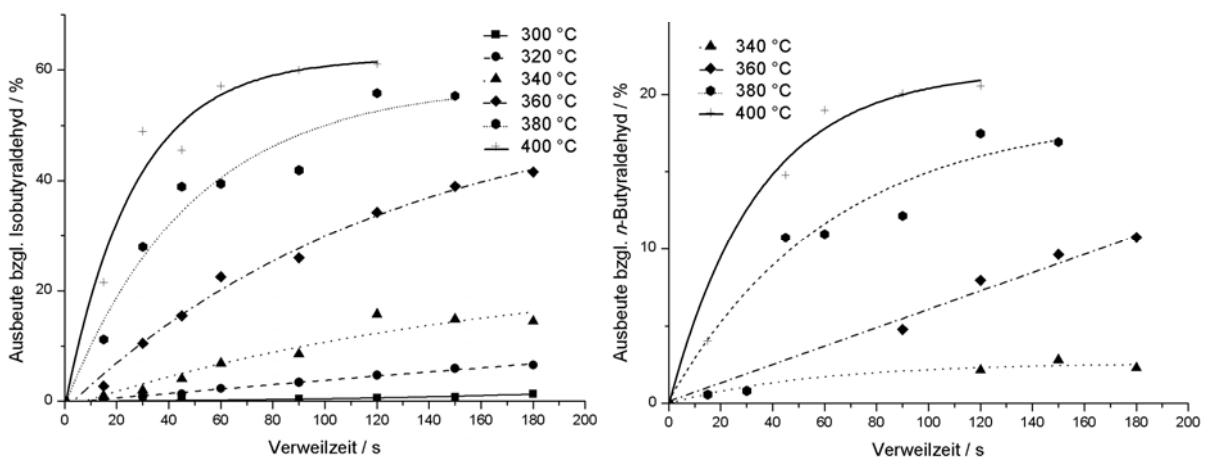 Ausbeute bzgl. Isobutyraldehyd / %
60
40
20
0
0 20 40 60 80 100 120 140 160 180 200
Verweilzeit / s
300 °C
320 °C
340 °C
360 °C
380 °C
400 °C
Ausbeute bzgl. n-Butyraldehyd / %
20
10
0
0 20 40 60 80 100 120 140 160 180 200
Verweilzeit / s
340 °C
360 °C
380 °C
400 °C